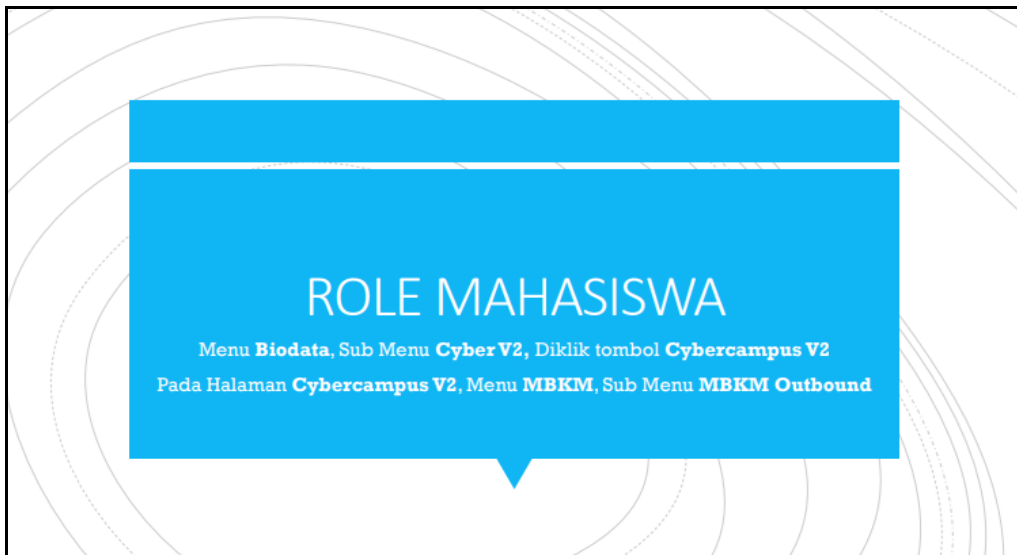 ROLE MAHASISWA
Menu Biodata, Sub Menu Cyber V2, Diklik tombol Cybercampus V2
Pada Halaman Cybercampus V2, Menu MBKM, Sub Menu MBKM Outbound